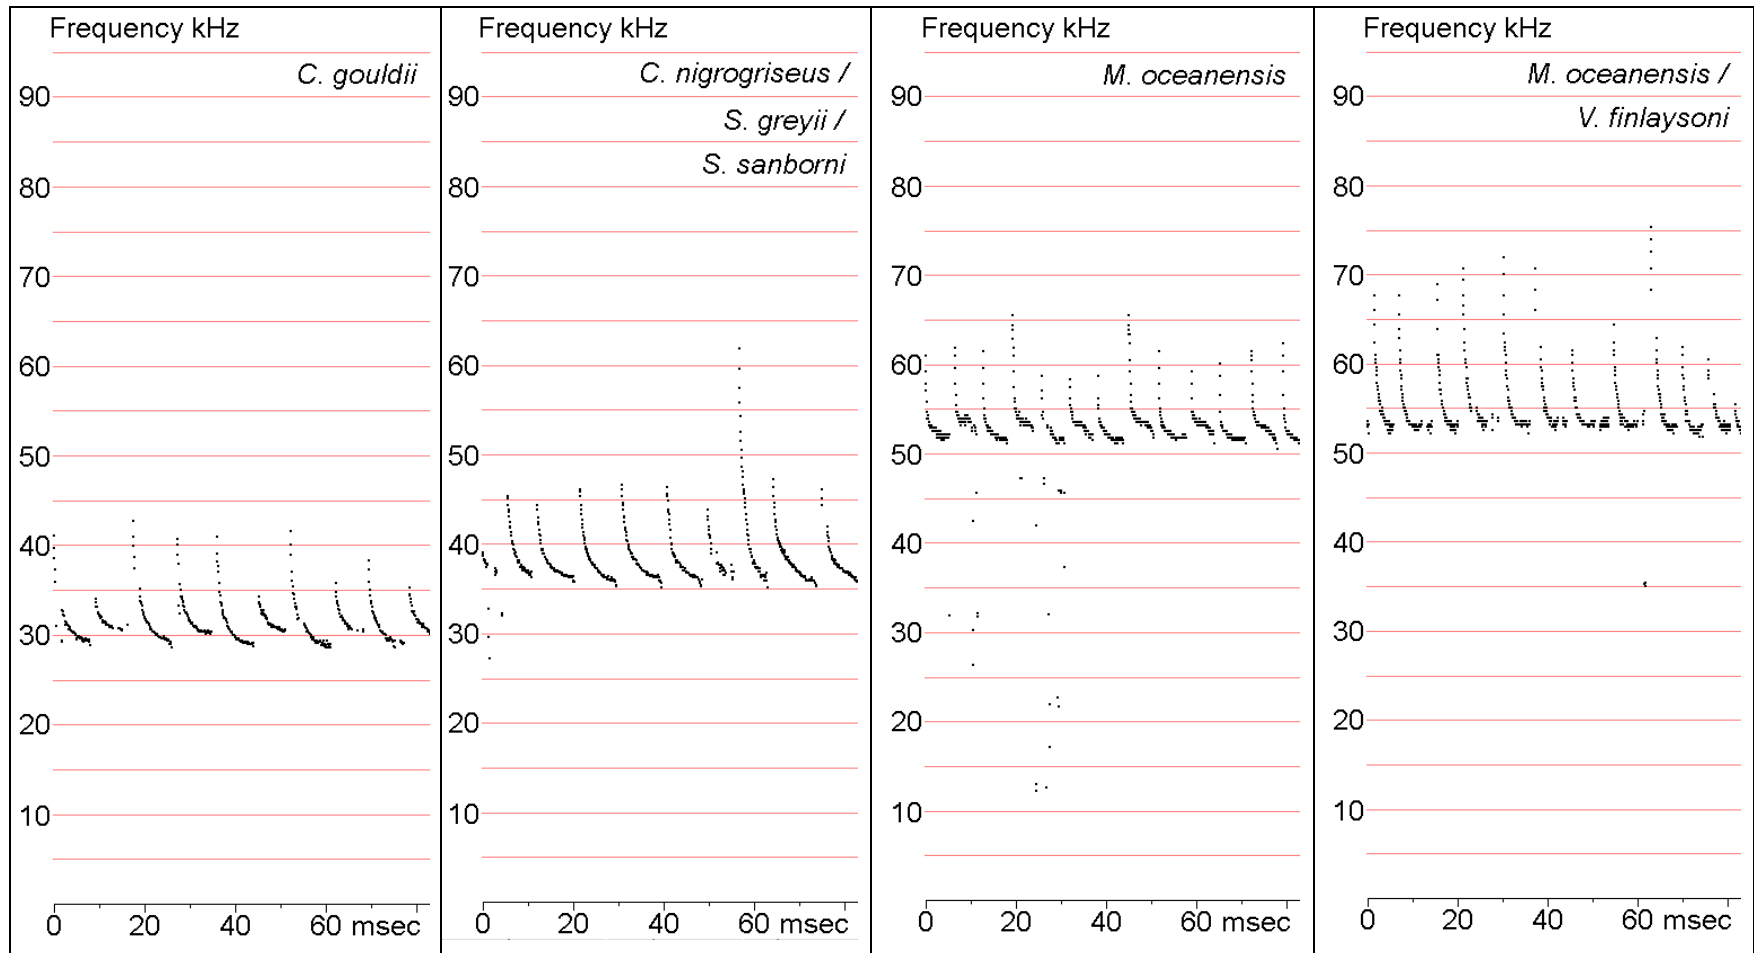 Frequency kHz
C. gouldii
90
80
70
60
50
40
30
20
10
0 20 40 60 msec
Frequency kHz
C. nigrogriseus /
S. greyii /
S. sanborni
90
80
70
60
50
40
30
20
10
0 20 40 60 msec
Frequency kHz
M. oceanensis
90
80
70
60
50
40
30
20
10
0 20 40 60 msec
Frequency kHz
M. oceanensis /
V. finlaysoni
90
80
70
60
50
40
30
20
10
0 20 40 60 msec